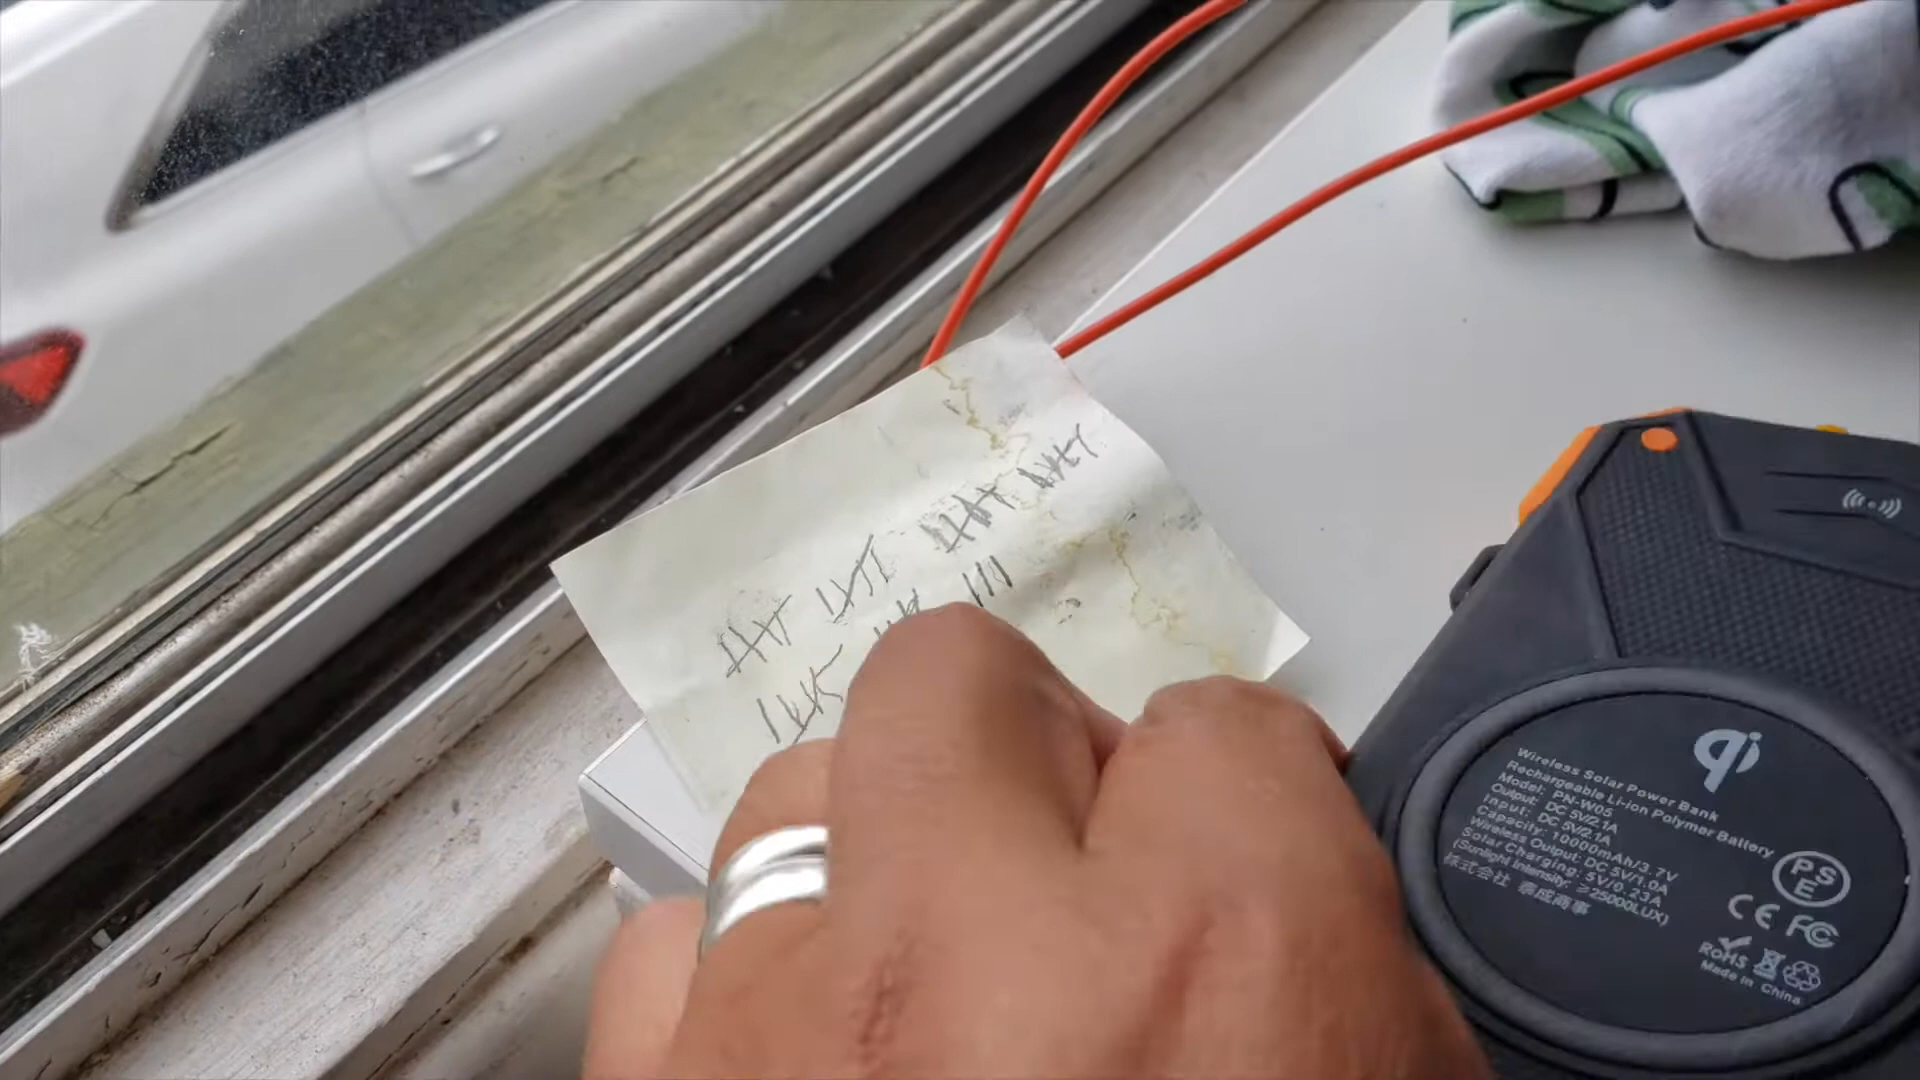 qi
Wireless Solar Power Bank
Rechargeable Li-ion Polymer Battery
Model: PN-W05
Output: DC 5V/2.1A
Input: DC 5V/2.1A
Capacity: 10000mAh/3.7V
Wireless Output: DC 5V/1.0A
Solar Charging: 5V/0.23A
(Sunlight Intensity: ≥25000LUX)
株式会社 泰成商事
PSE
CE FC
RoHS
Made in China